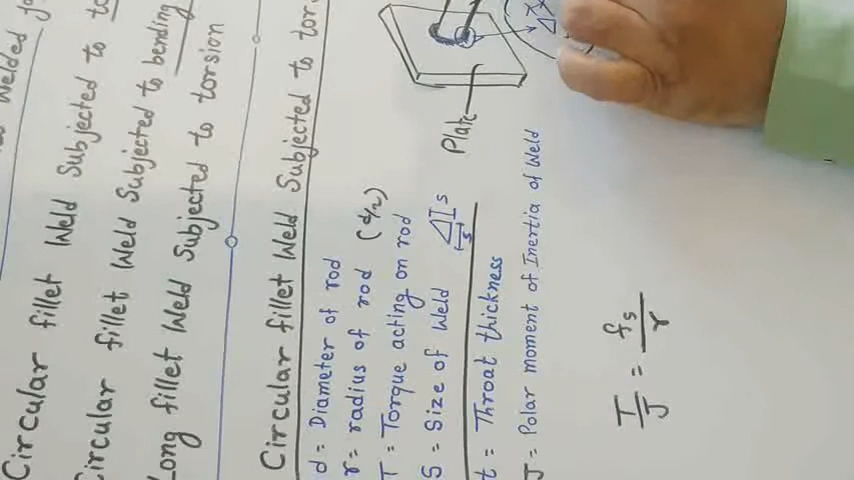 Welded
Circular fillet Weld Subjected to
Circular fillet Weld Subjected to bending
Long fillet Weld Subjected to torsion
Circular fillet Weld Subjected to tor
Plate
d = Diameter of rod
r = radius of rod (d/2)
T = Torque acting on rod
S = Size of Weld S
S
t = Throat thickness
J = Polar moment of Inertia of Weld
T/J = fs/r